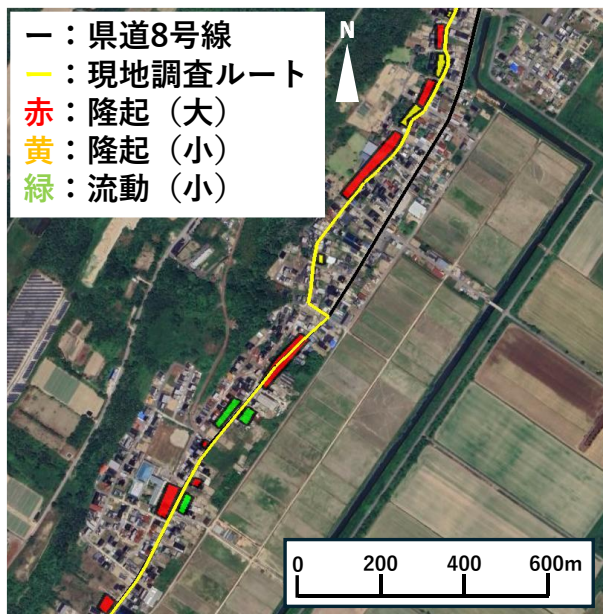 ー：県道8号線
ー：現地調査ルート
赤：隆起（大）
黄：隆起（小）
緑：流動（小）
N
0 200 400 600m